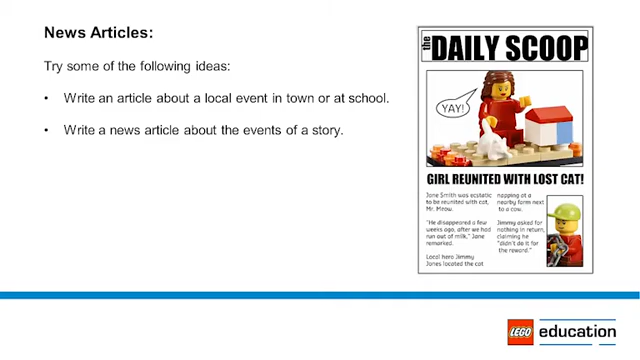 News Articles:
Try some of the following ideas:
• Write an article about a local event in town or at school.
• Write a news article about the events of a story.
the DAILY SCOOP
YAY!
GIRL REUNITED WITH LOST CAT!
Jane Smith was ecstatic
to be reunited with cat,
Mr. Meow.
"He disappeared a few
weeks ago, after we had
run out of milk," Jane
remarked.
Local hero Jimmy
Jones located the cat
napping at a
nearby farm next
to a cow.
Jimmy asked for
nothing in return,
claiming he
"didn't do it for
the reward."
LEGO education